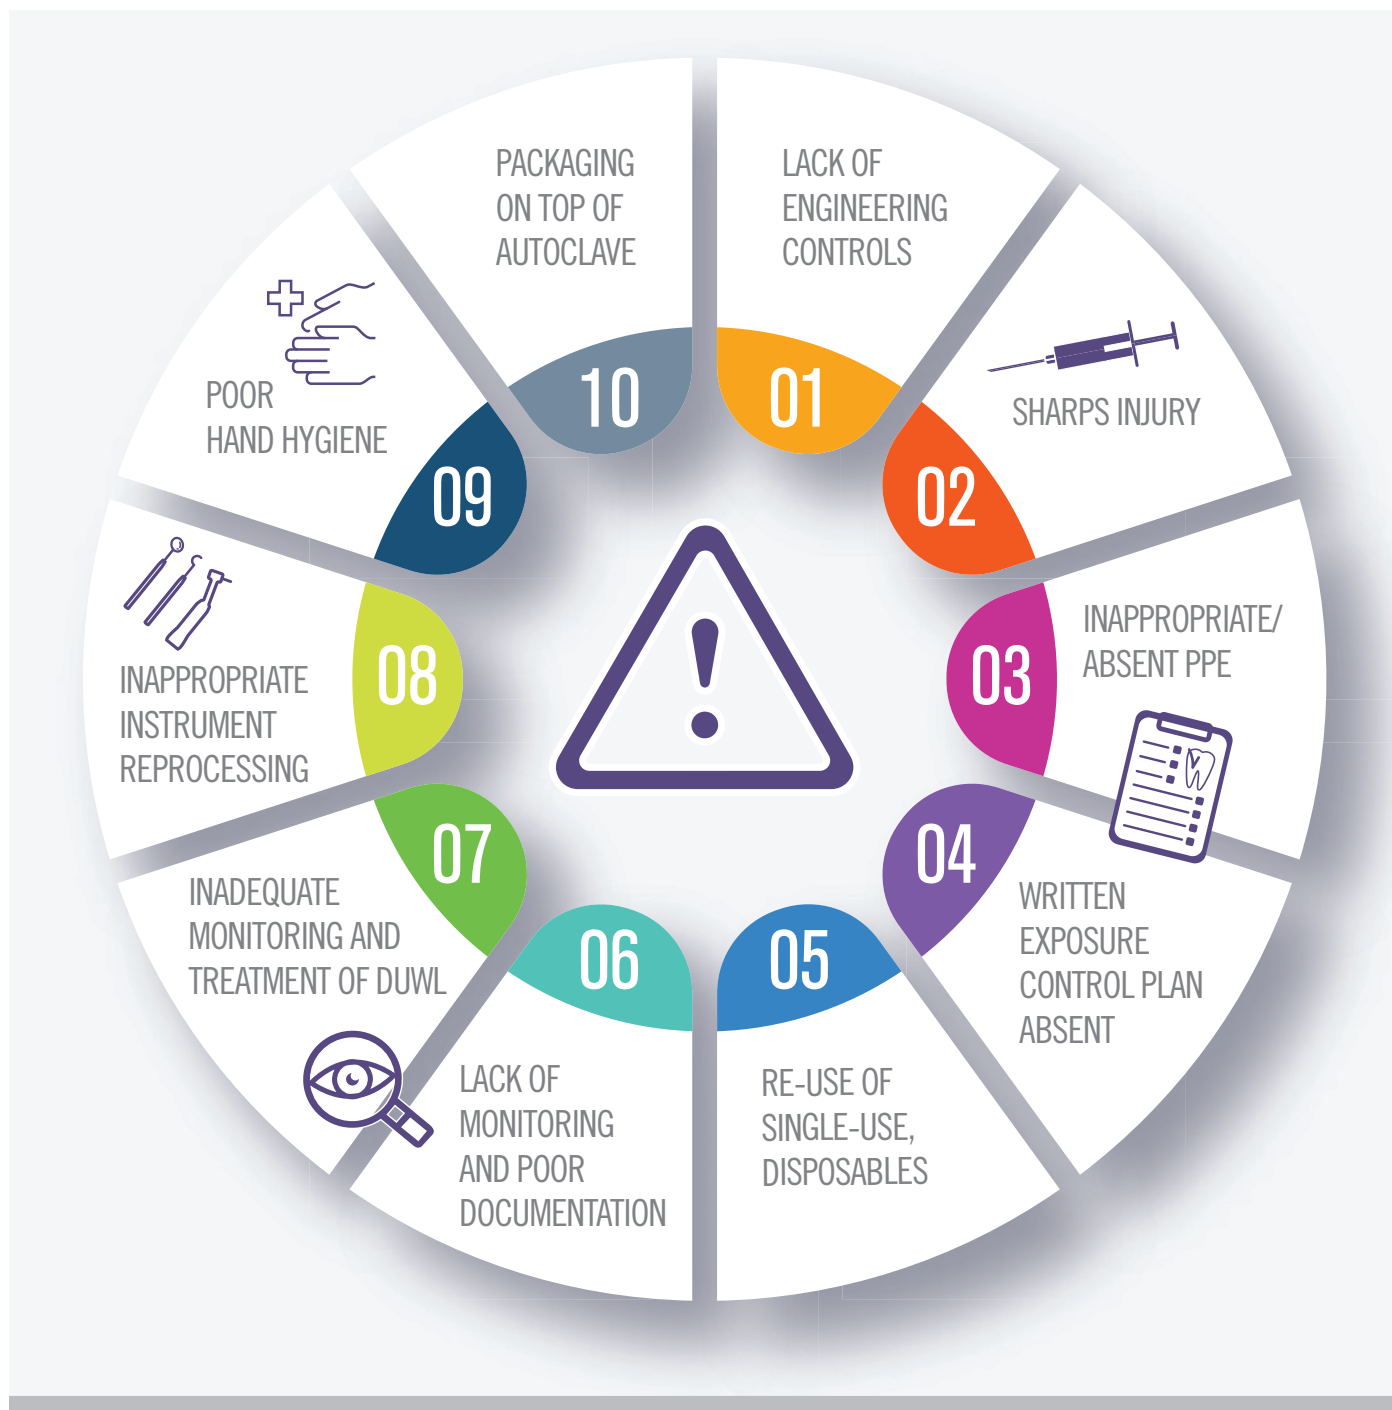 LACK OF
ENGINEERING
CONTROLS
01
SHARPS INJURY
02
INAPPROPRIATE/
ABSENT PPE
03
04
WRITTEN
EXPOSURE
CONTROL PLAN
ABSENT
05
RE-USE OF
SINGLE-USE,
DISPOSABLES
06
LACK OF
MONITORING
AND POOR
DOCUMENTATION
07
INADEQUATE
MONITORING AND
TREATMENT OF DUWL
08
INAPPROPRIATE
INSTRUMENT
REPROCESSING
09
POOR
HAND HYGIENE
10
PACKAGING
ON TOP OF
AUTOCLAVE
!